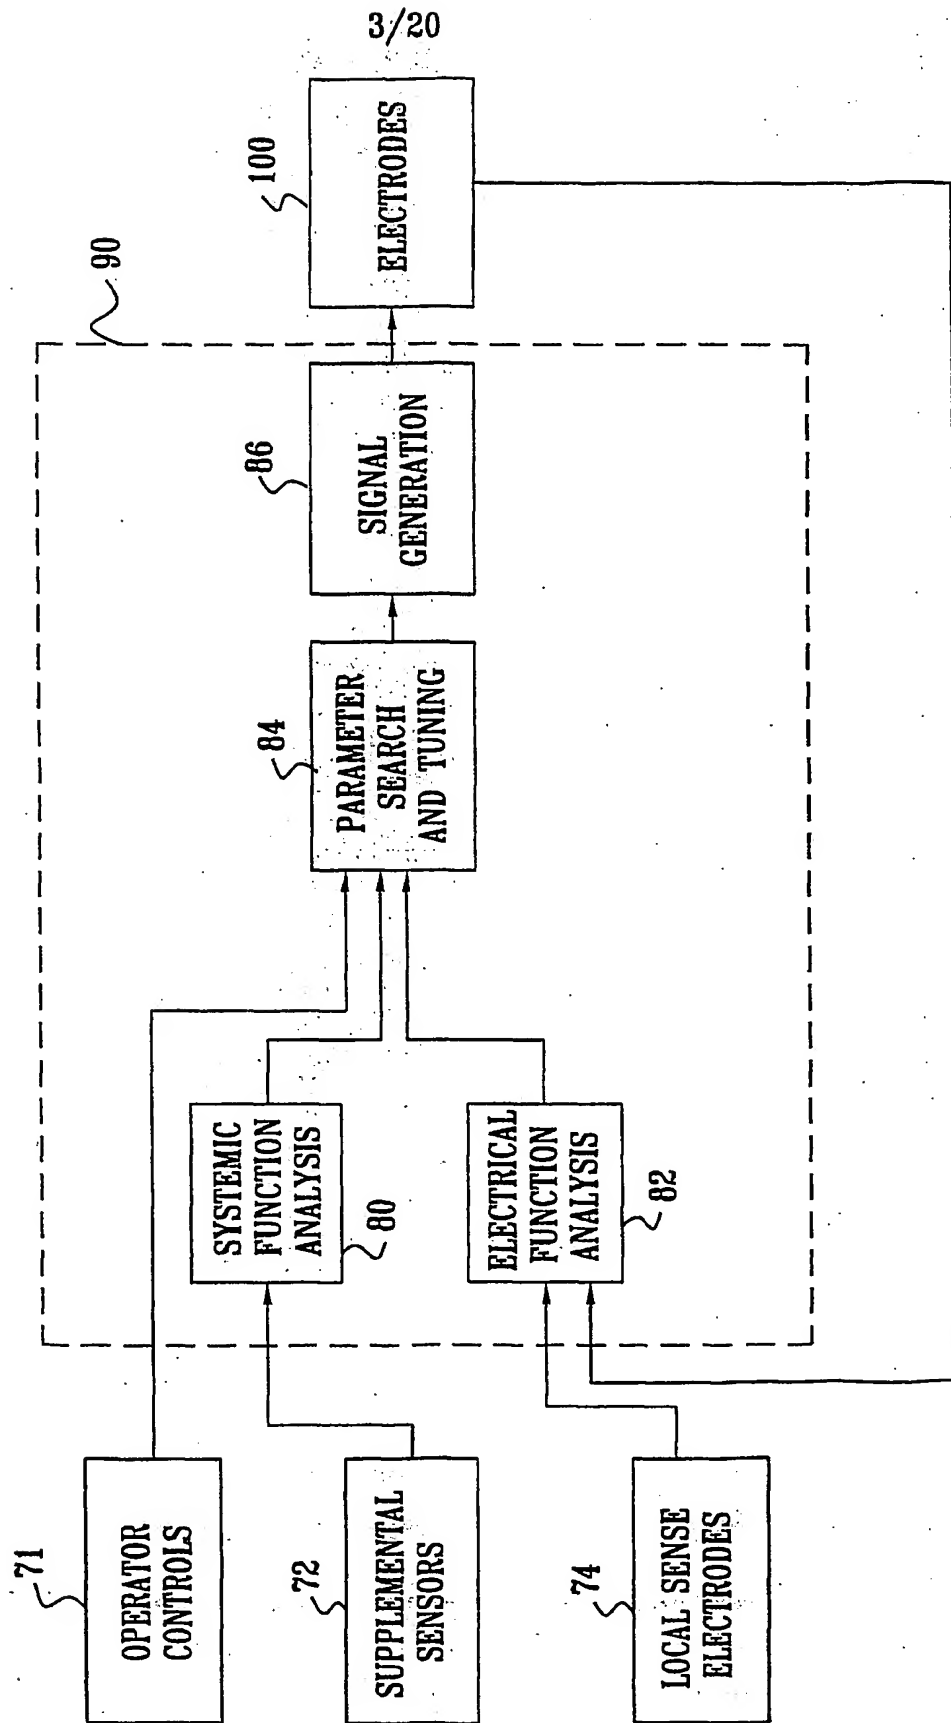 3/20
71
OPERATOR
CONTROLS
72
SUPPLEMENTAL
SENSORS
74
LOCAL SENSE
ELECTRODES
SYSTEMIC
FUNCTION
ANALYSIS
80
ELECTRICAL
FUNCTION
ANALYSIS
82
84
PARAMETER
SEARCH
AND TUNING
86
SIGNAL
GENERATION
90
100
ELECTRODES